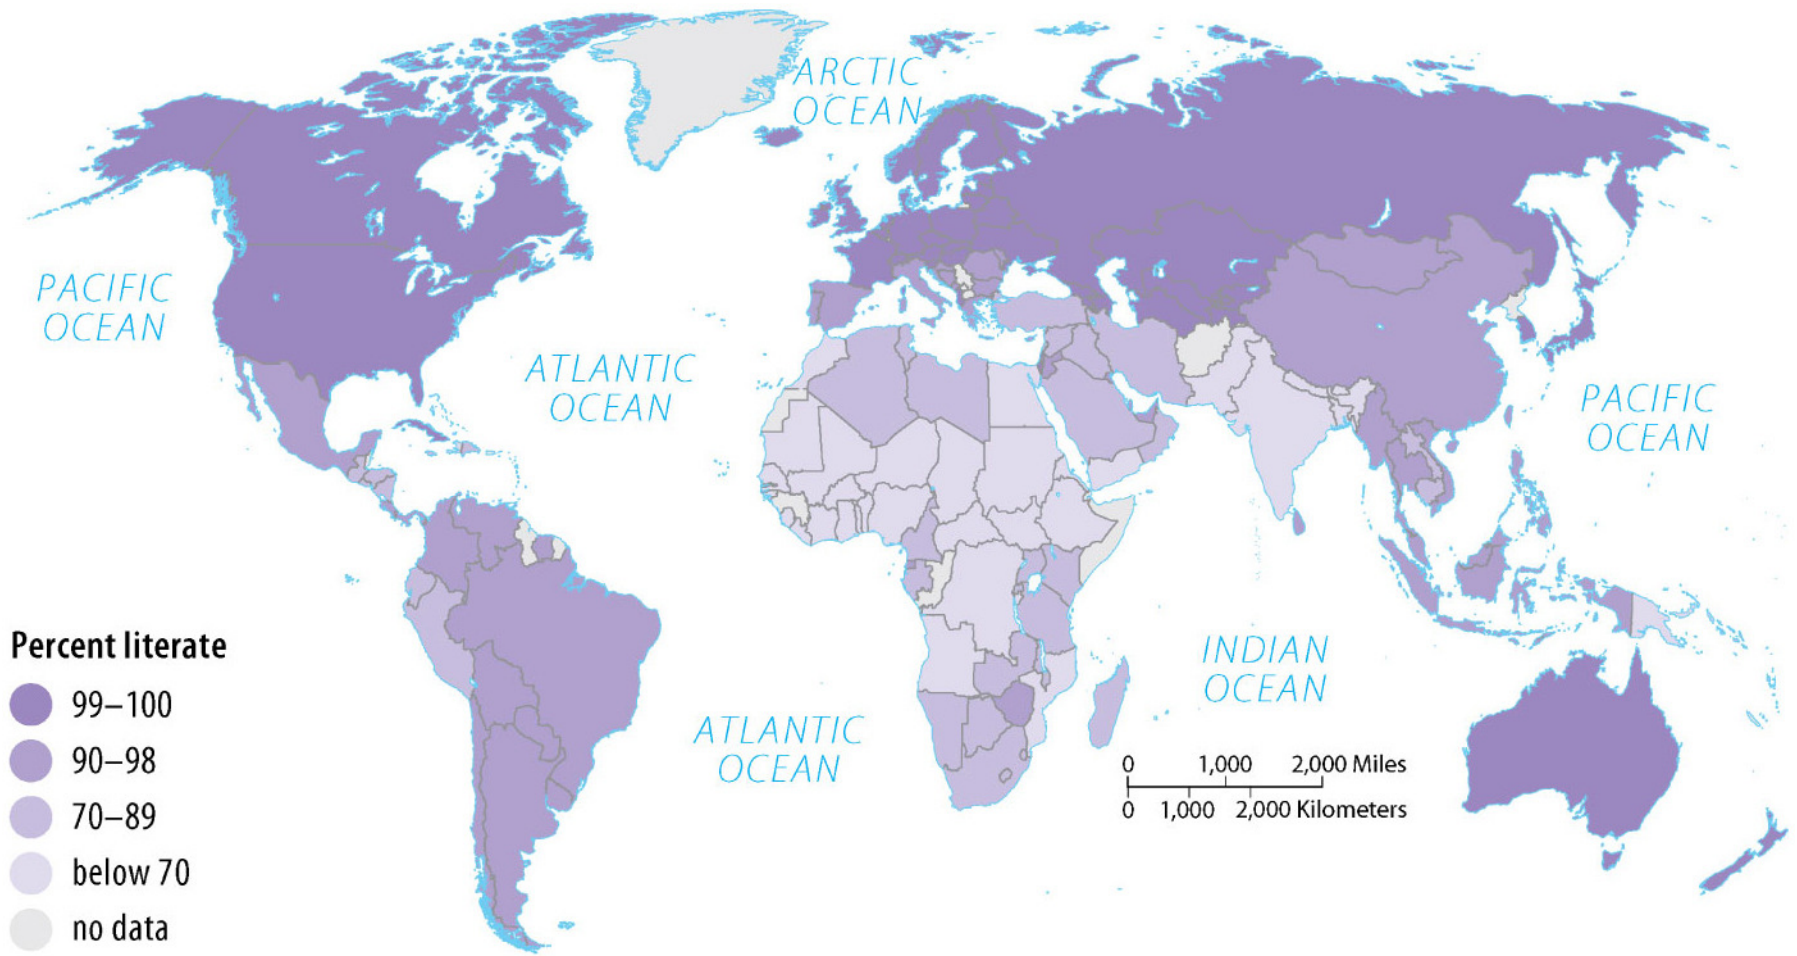 ARCTIC
OCEAN
PACIFIC
OCEAN
ATLANTIC
OCEAN
PACIFIC
OCEAN
INDIAN
OCEAN
ATLANTIC
OCEAN
Percent literate
99–100
90–98
70–89
below 70
no data
0 1,000 2,000 Miles
0 1,000 2,000 Kilometers